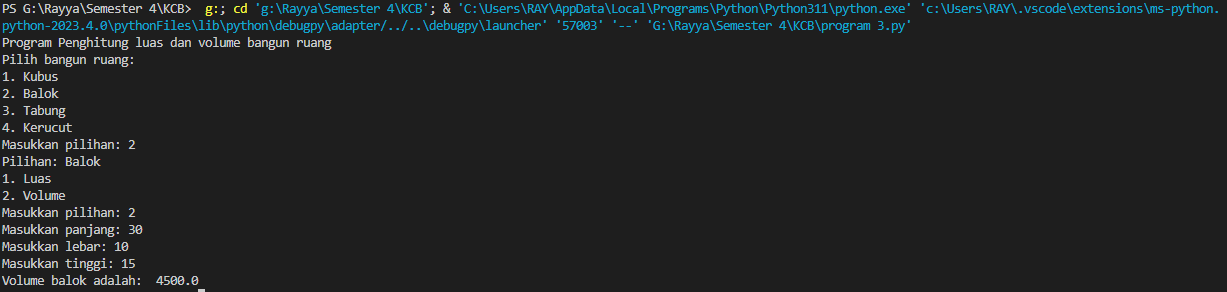 PS G:\Rayya\Semester 4\KCB>  g:; cd 'g:\Rayya\Semester 4\KCB'; & 'C:\Users\RAY\AppData\Local\Programs\Python\Python311\python.exe' 'c:\Users\RAY\.vscode\extensions\ms-python.
python-2023.4.0\pythonFiles\lib\python\debugpy\adapter/../..\debugpy\launcher' '57003' '--' 'G:\Rayya\Semester 4\KCB\program 3.py'
Program Penghitung luas dan volume bangun ruang
Pilih bangun ruang:
1. Kubus
2. Balok
3. Tabung
4. Kerucut
Masukkan pilihan: 2
Pilihan: Balok
1. Luas
2. Volume
Masukkan pilihan: 2
Masukkan panjang: 30
Masukkan lebar: 10
Masukkan tinggi: 15
Volume balok adalah:  4500.0